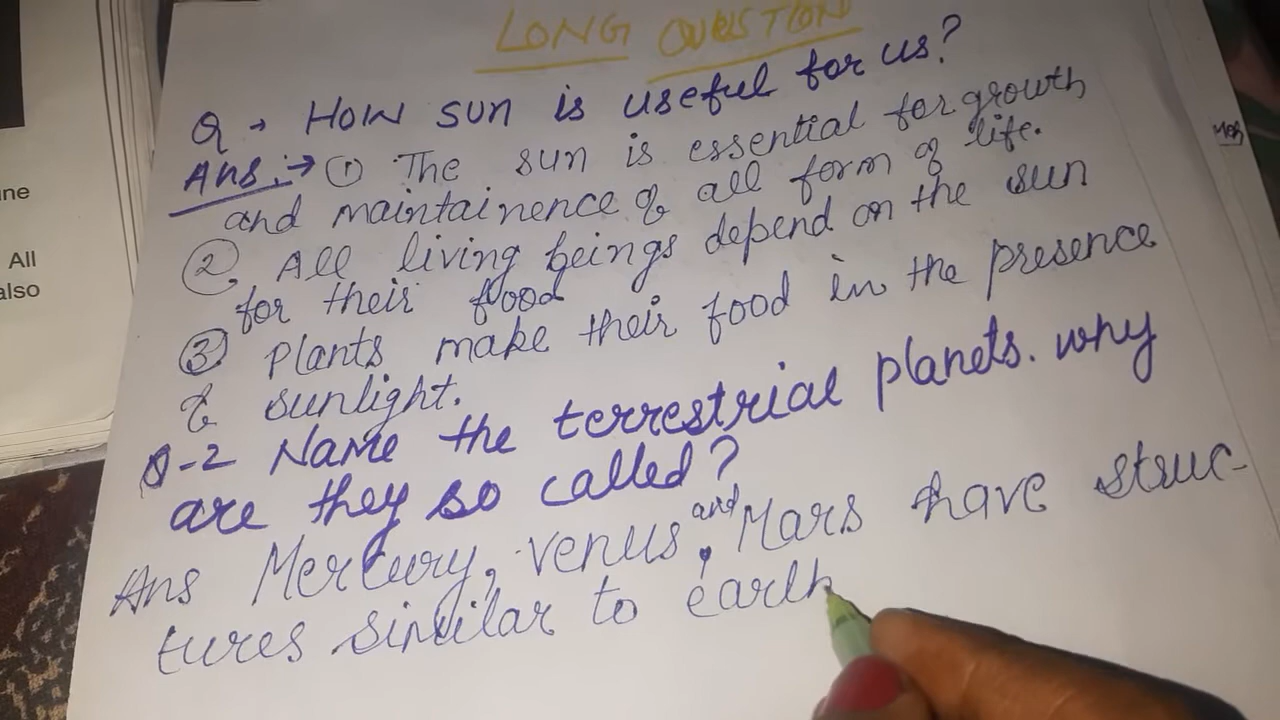 LONG QUESTION
Q → HOW SUN is useful for us?
Ans :→ ① The sun is essential for growth
and maintainence of all form of life.
② All living beings depend on the sun
for their food
③ Plants make their food in the presence
of sunlight.
Q-2 Name the terrestrial planets. why
are they so called?
Ans Mercury, venus, and Mars have struc-
tures similar to earth
ine
All
also